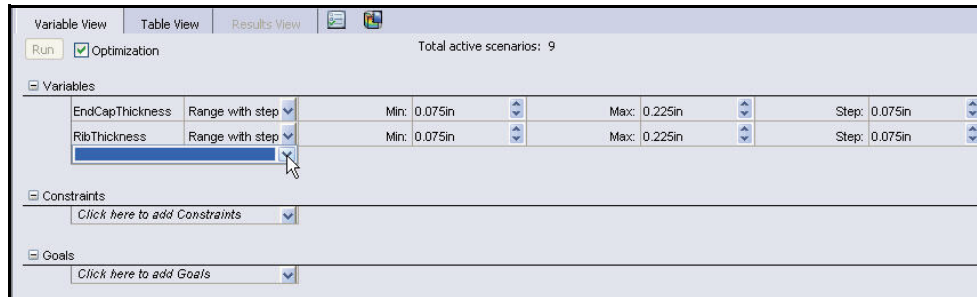 Variable View Table View Results View
Run Optimization Total active scenarios: 9
Variables
EndCapThickness Range with step Min: 0.075in Max: 0.225in Step: 0.075in
RibThickness Range with step Min: 0.075in Max: 0.225in Step: 0.075in
Constraints
Click here to add Constraints
Goals
Click here to add Goals